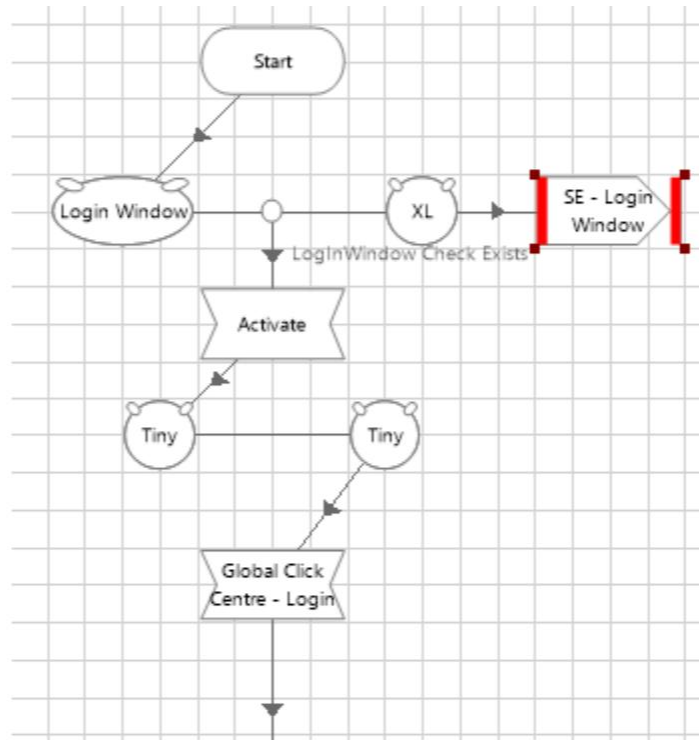 Start
Login Window
XL
SE - Login
Window
LogInWindow Check Exists
Activate
Tiny
Tiny
Global Click
Centre - Login